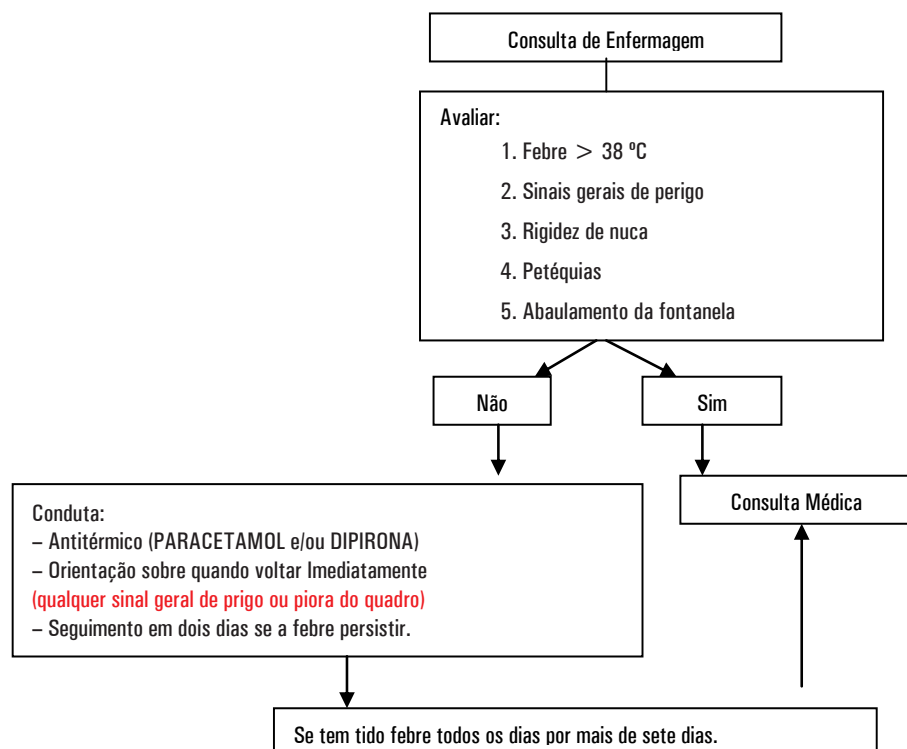 Consulta de Enfermagem
Avaliar:
1. Febre > 38 ºC
2. Sinais gerais de perigo
3. Rigidez de nuca
4. Petéquias
5. Abaulamento da fontanela
Não
Sim
Consulta Médica
Conduta:
– Antitérmico (PARACETAMOL e/ou DIPIRONA)
– Orientação sobre quando voltar Imediatamente
(qualquer sinal geral de prigo ou piora do quadro)
– Seguimento em dois dias se a febre persistir.
Se tem tido febre todos os dias por mais de sete dias.